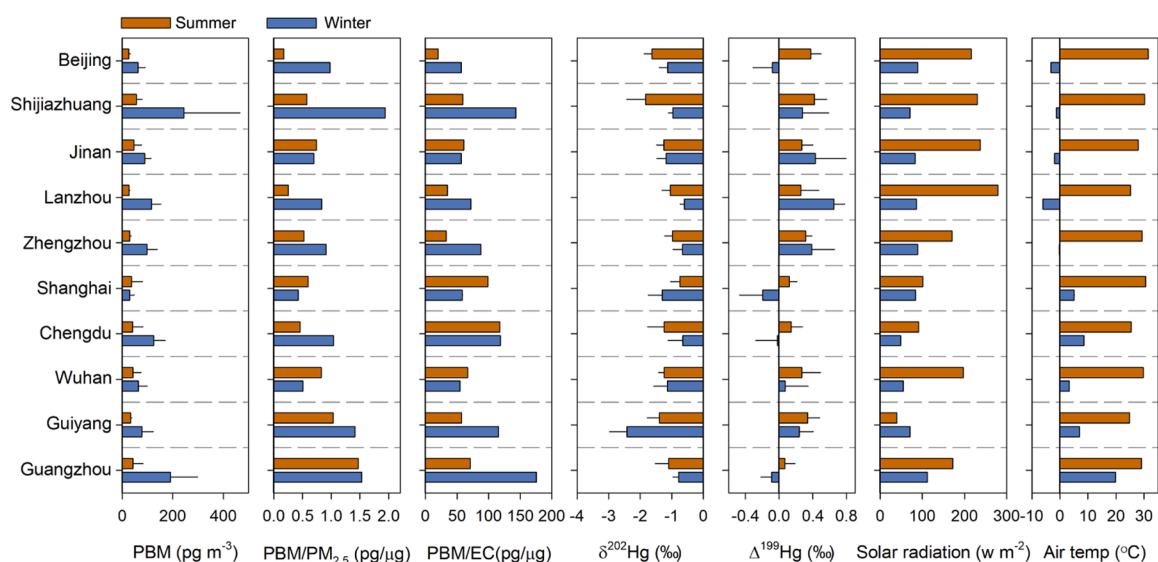 Summer Winter
Beijing
Shijiazhuang
Jinan
Lanzhou
Zhengzhou
Shanghai
Chengdu
Wuhan
Guiyang
Guangzhou
0 200 400 0.0 0.5 1.0 1.5 2.0 0 50 100 150 200 -4 -3 -2 -1 0 -0.4 0.0 0.4 0.8 0 100 200 300 -10 0 10 20 30
PBM (pg m⁻³) PBM/PM₂.₅ (pg/μg) PBM/EC(pg/μg) δ²⁰²Hg (‰) Δ¹⁹⁹Hg (‰) Solar radiation (w m⁻²) Air temp (°C)